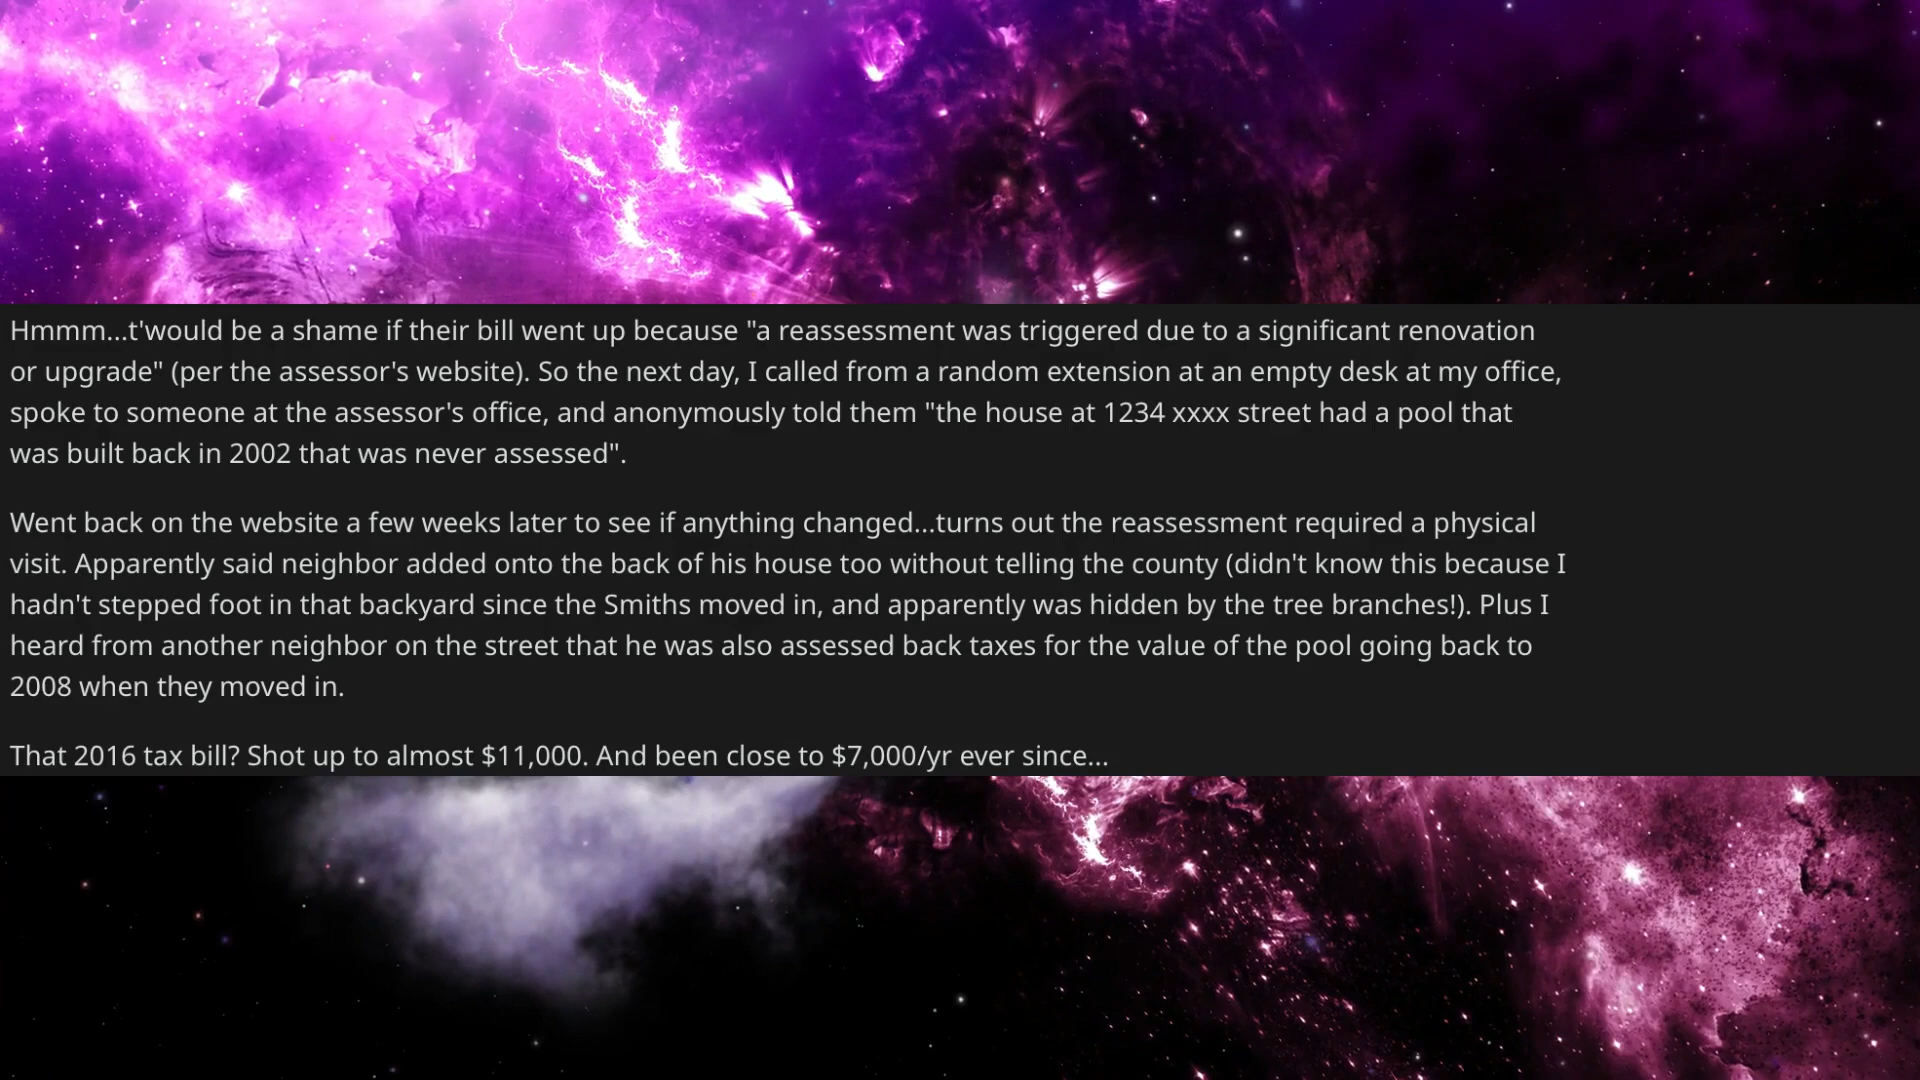 Hmmm...t'would be a shame if their bill went up because "a reassessment was triggered due to a significant renovation
or upgrade" (per the assessor's website). So the next day, I called from a random extension at an empty desk at my office,
spoke to someone at the assessor's office, and anonymously told them "the house at 1234 xxxx street had a pool that
was built back in 2002 that was never assessed".
Went back on the website a few weeks later to see if anything changed...turns out the reassessment required a physical
visit. Apparently said neighbor added onto the back of his house too without telling the county (didn't know this because I
hadn't stepped foot in that backyard since the Smiths moved in, and apparently was hidden by the tree branches!). Plus I
heard from another neighbor on the street that he was also assessed back taxes for the value of the pool going back to
2008 when they moved in.
That 2016 tax bill? Shot up to almost $11,000. And been close to $7,000/yr ever since...